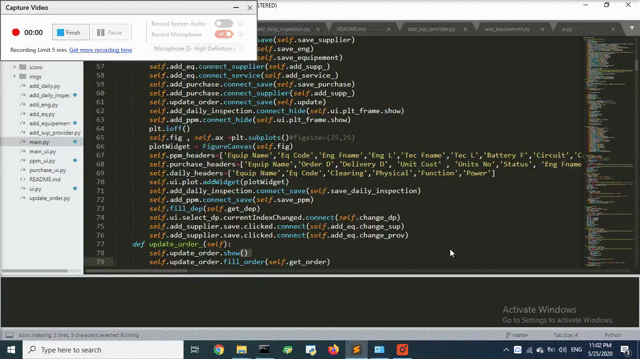 Capture Video
STERED)
00:00
Finish
Pause
Record System Audio
Record Microphone
Recording Limit 5 min. Get more recording time
Microphone (2- High Definition
add_daily_inspection.py
README.md
add_ppm_provider.py
add_equipement.py
ui.py
icons
imgs
add_daily.py
add_daily_inspec
add_eng.py
add_eq.py
add_equipement
add_sup_provider.py
main.py
main_ui.py
ppm_ui.py
purchase_ui.py
README.md
ui.py
update_order.py
save(self.save_supplier)
save(self.save_eng)
save(self.save_equipement)
57 self.add_eq.connect_supplier(self.add_supp_)
58 self.add_eq.connect_service(self.add_service_)
59 self.add_purchase.connect_save(self.save_purchase)
60 self.add_purchase.connect_supplier(self.add_supp_)
61 self.update_order.connect_save(self.update)
62 self.add_daily_inspection.connect_hide(self.ui.plt_frame.show)
63 self.add_ppm.connect_hide(self.ui.plt_frame.show)
64 plt.ioff()
65 self.fig , self.ax =plt.subplots()#figsize=(25,25)
66 plotWidget = FigureCanvas(self.fig)
67 self.ppm_headers=['Equip Name','Eq Code','Eng Fname','Eng L','Tec Fname','Tec L','Battery F','Circuit','C
68 self.purchase_headers=['Equip Name','Order D','Delivery D', 'Unit Cost' , 'Units No','Status', 'Eng Fname
69 self.daily_headers=['Equip Name','Eq Code','Clearing','Physical','Function','Power']
70 self.ui.plot.addWidget(plotWidget)
71 self.add_daily_inspection.connect_save(self.save_daily_inspection)
72 self.add_ppm.connect_save(self.save_ppm)
73 self.fill_dep(self.get_dep)
74 self.ui.select_dp.currentIndexChanged.connect(self.change_dp)
75 self.add_supplier.save.clicked.connect(self.add_eq.change_sup)
76 self.add_supplier.save.clicked.connect(self.add_eq.change_prov)
77 def update_order_(self):
78 self.update_order.show()
79 self.update_order.fill_order(self.get_order)
Activate Windows
Go to Settings to activate Windows.
2 lines, 3 characters selected; Building
master
Tab Size: 4
Python
Type here to search
ENG
11:02 PM
5/25/2020